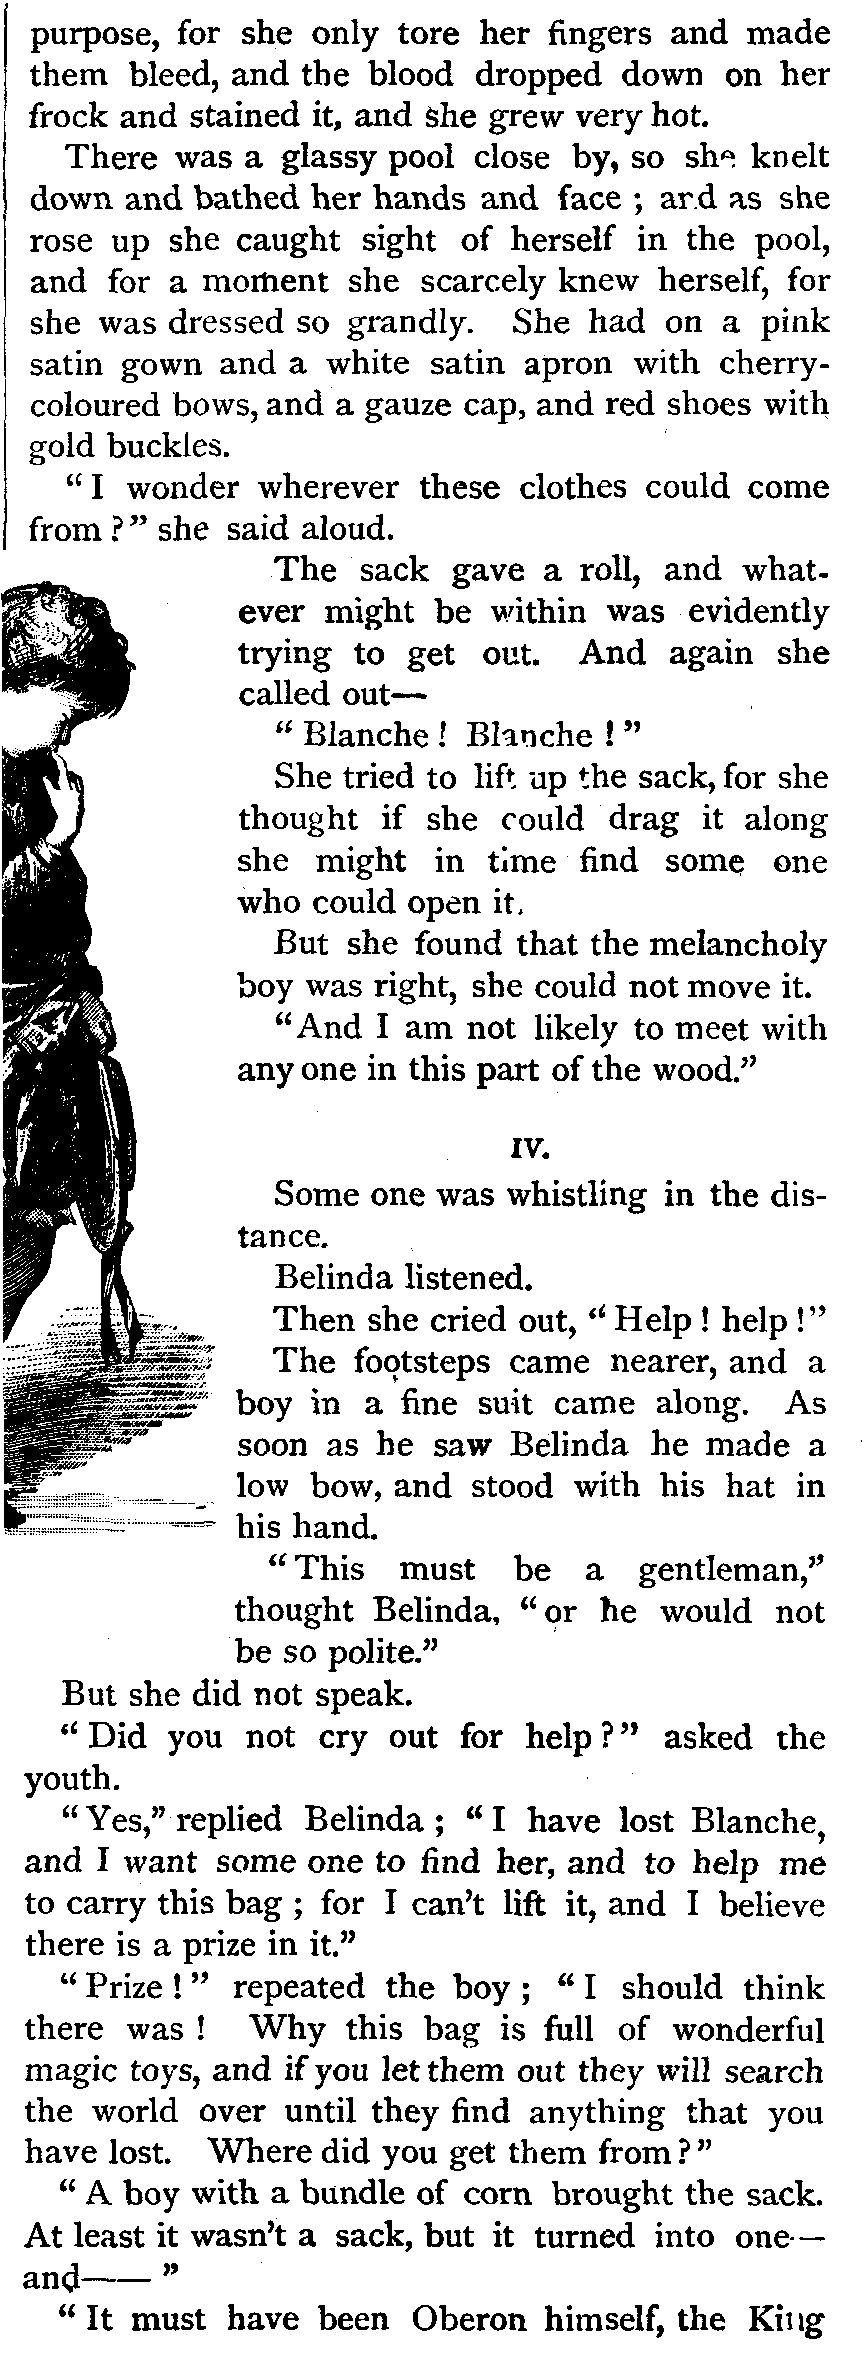 purpose, for she only tore her fingers and made
them bleed, and the blood dropped down on her
frock and stained it, and she grew very hot.
There was a glassy pool close by, so she knelt
down and bathed her hands and face ; and as she
rose up she caught sight of herself in the pool,
and for a moment she scarcely knew herself, for
she was dressed so grandly. She had on a pink
satin gown and a white satin apron with cherry-
coloured bows, and a gauze cap, and red shoes with
gold buckles.
“ I wonder wherever these clothes could come
from ? ” she said aloud.
The sack gave a roll, and what-
ever might be within was evidently
trying to get out. And again she
called out—
“ Blanche ! Blanche ! ”
She tried to lift up the sack, for she
thought if she could drag it along
she might in time find some one
who could open it.
But she found that the melancholy
boy was right, she could not move it.
“ And I am not likely to meet with
any one in this part of the wood.”
IV.
Some one was whistling in the dis-
tance.
Belinda listened.
Then she cried out, “ Help ! help ! ”
The footsteps came nearer, and a
boy in a fine suit came along. As
soon as he saw Belinda he made a
low bow, and stood with his hat in
his hand.
“ This must be a gentleman,”
thought Belinda, “ or he would not
be so polite.”
But she did not speak.
“ Did you not cry out for help ? ” asked the
youth.
“ Yes,” replied Belinda ; “ I have lost Blanche,
and I want some one to find her, and to help me
to carry this bag ; for I can’t lift it, and I believe
there is a prize in it.”
“ Prize ! ” repeated the boy ; “ I should think
there was ! Why this bag is full of wonderful
magic toys, and if you let them out they will search
the world over until they find anything that you
have lost. Where did you get them from ? ”
“ A boy with a bundle of corn brought the sack.
At least it wasn’t a sack, but it turned into one—
and—— ”
“ It must have been Oberon himself, the King